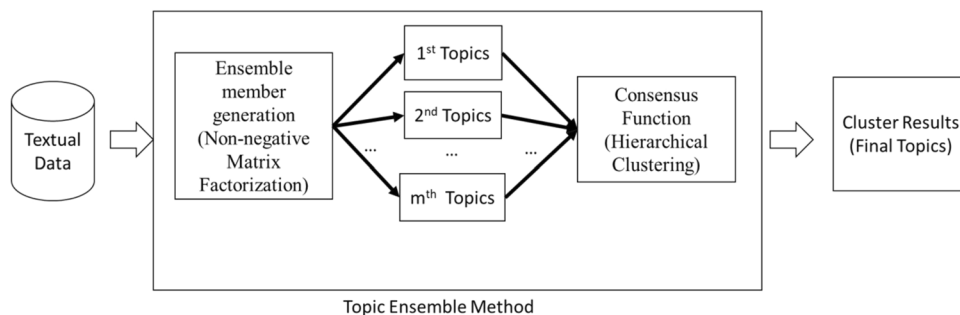 Textual
Data
Ensemble
member
generation
(Non-negative
Matrix
Factorization)
1st Topics
2nd Topics
... ... ...
mth Topics
Consensus
Function
(Hierarchical
Clustering)
Cluster Results
(Final Topics)
Topic Ensemble Method